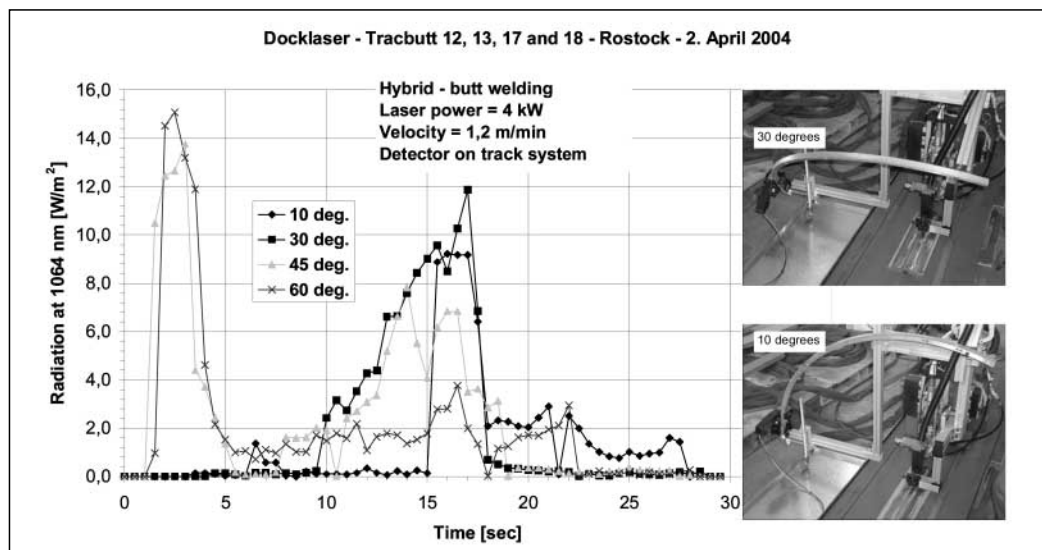 Docklaser - Tracbutt 12, 13, 17 and 18 - Rostock - 2. April 2004
Hybrid - butt welding
Laser power = 4 kW
Velocity = 1,2 m/min
Detector on track system
Radiation at 1064 nm [W/m²]
16,0
14,0
12,0
10,0
8,0
6,0
4,0
2,0
0,0
10 deg.
30 deg.
45 deg.
60 deg.
0
5
10
15
20
25
30
Time [sec]
30 degrees
10 degrees